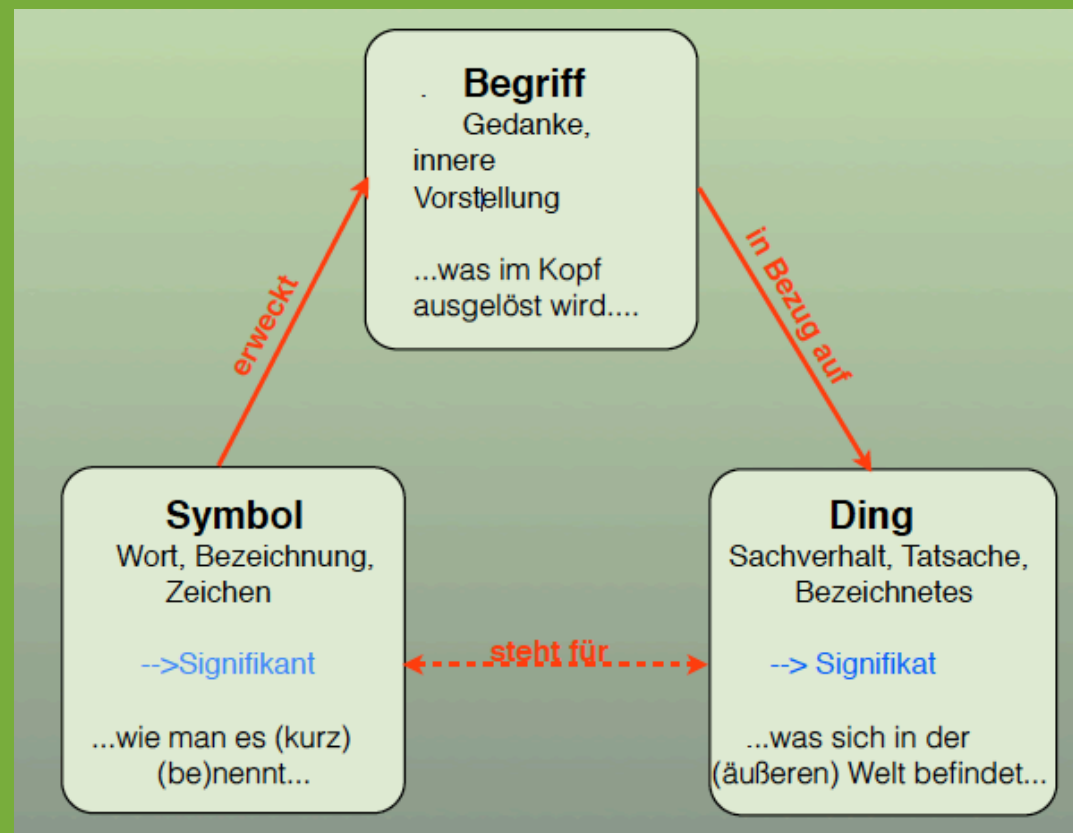 . Begriff
Gedanke,
innere
Vorstellung
...was im Kopf
ausgelöst wird....
erweckt
in Bezug auf
Symbol
Wort, Bezeichnung,
Zeichen
-->Signifikant
...wie man es (kurz)
(be)nennt...
steht für
Ding
Sachverhalt, Tatsache,
Bezeichnetes
--> Signifikat
...was sich in der
(äußeren) Welt befindet...